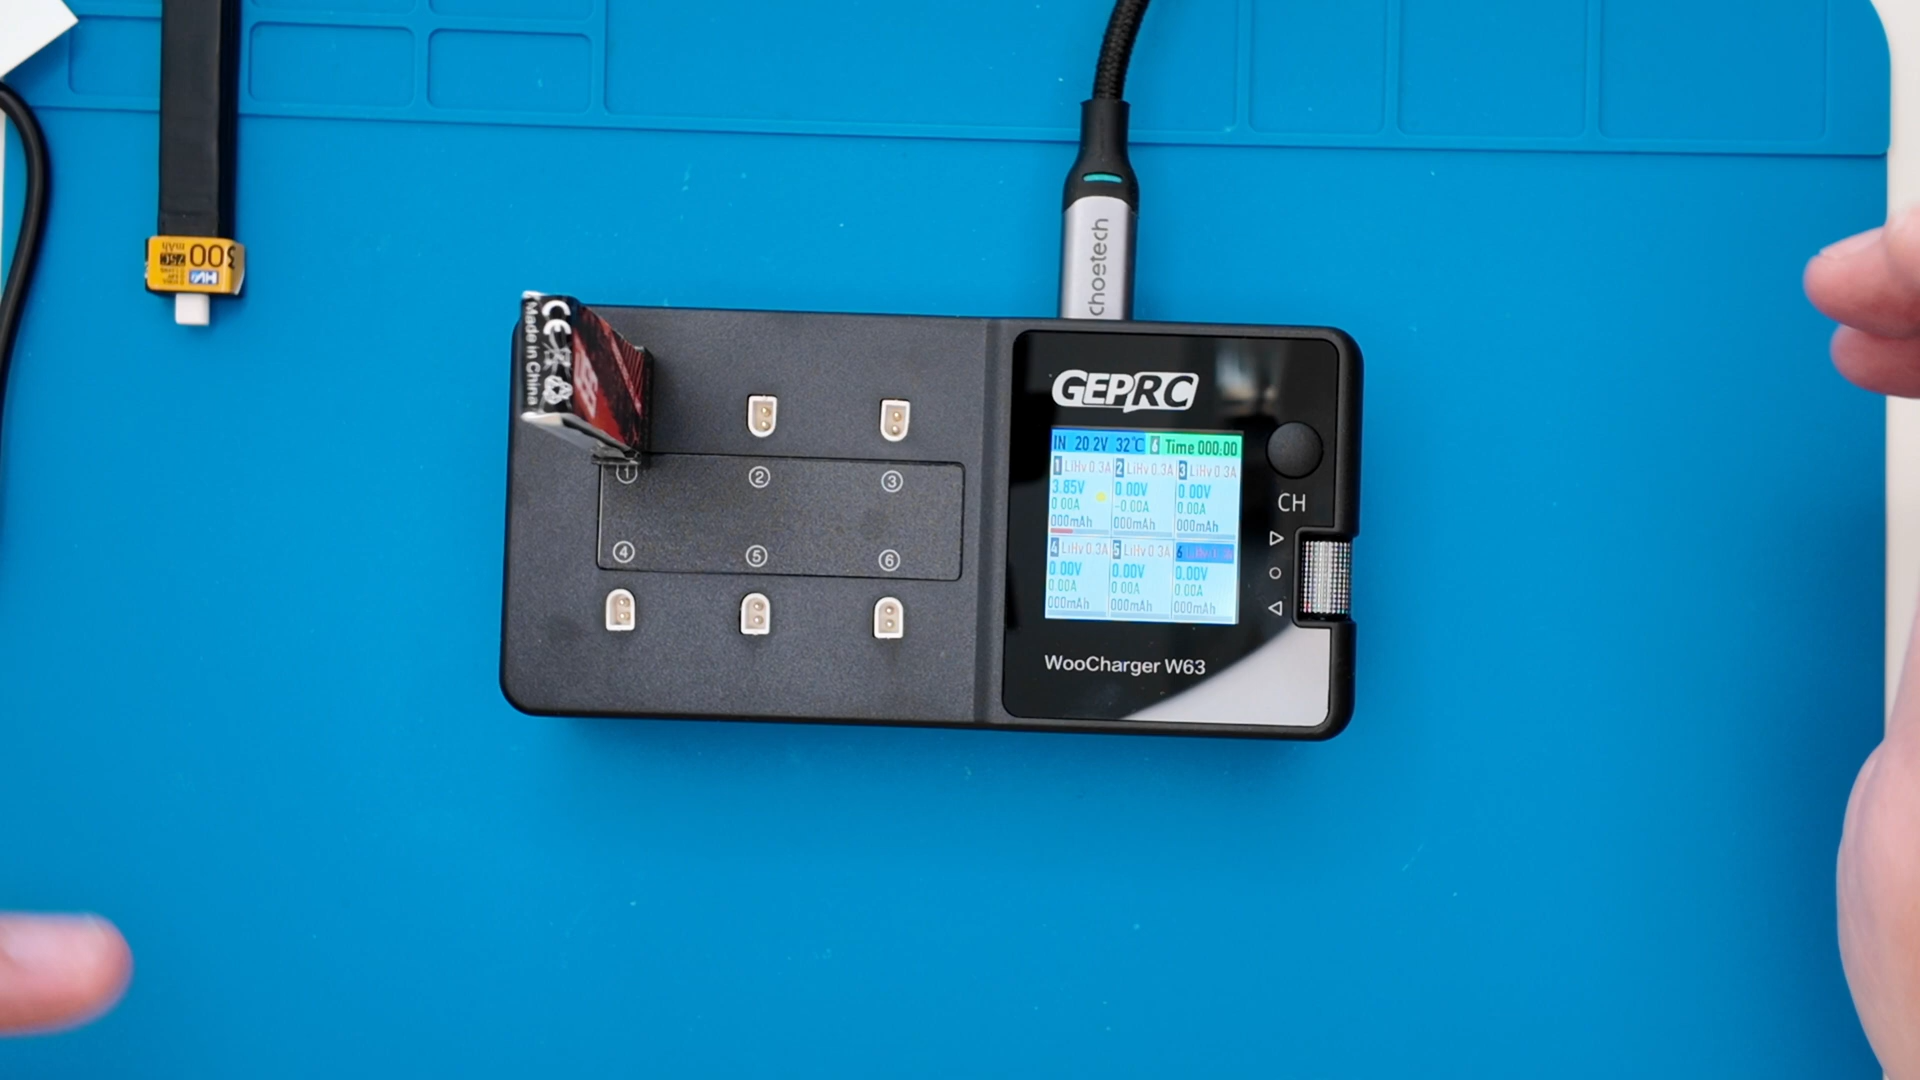 300
mAh
75C
HV
CE
Made in China
choetech
GEPRC
IN 20.2V 32℃ 6 Time 000:00
1 LiHv 0.3A 2 LiHv 0.3A 3 LiHv 0.3A
3.85V 0.00V 0.00V
0.00A -0.00A 0.00A
000mAh 000mAh 000mAh
4 LiHv 0.3A 5 LiHv 0.3A 6
0.00V 0.00V 0.00V
0.00A 0.00A 0.00A
000mAh 000mAh 000mAh
CH
WooCharger W63
① ② ③
④ ⑤ ⑥